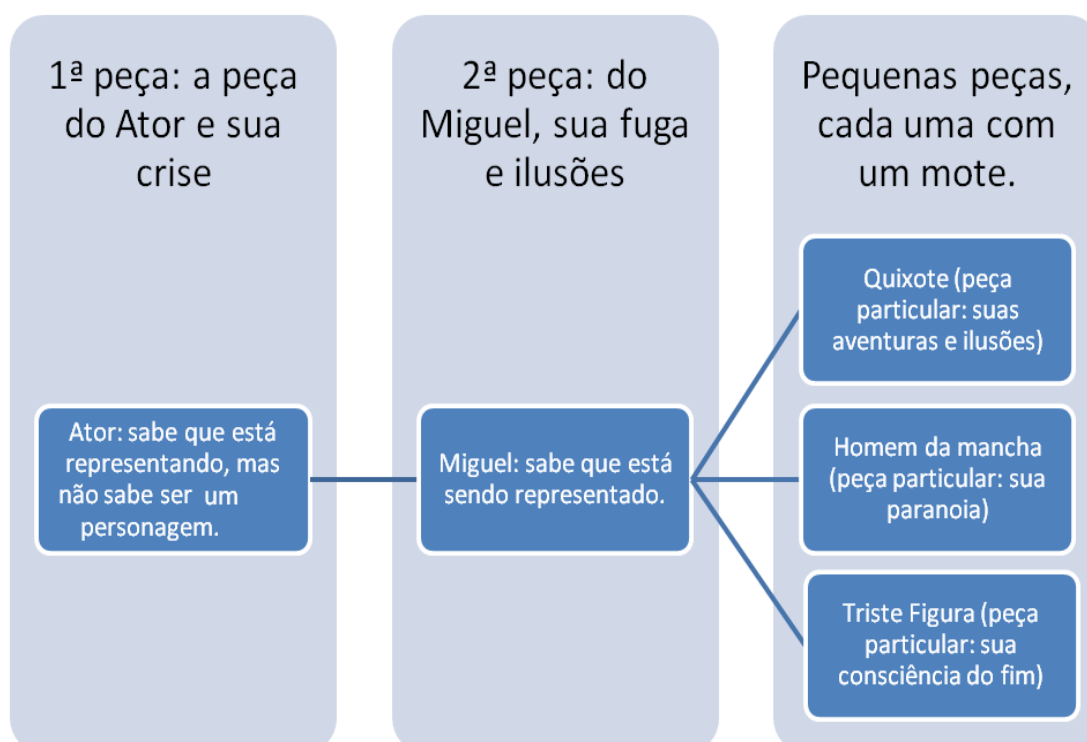 1ª peça: a peça
do Ator e sua
crise
2ª peça: do
Miguel, sua fuga
e ilusões
Pequenas peças,
cada uma com
um mote.
Ator: sabe que está
representando, mas
não sabe ser um
personagem.
Miguel: sabe que está
sendo representado.
Quixote (peça
particular: suas
aventuras e ilusões)
Homem da mancha
(peça particular: sua
paranoia)
Triste Figura (peça
particular: sua
consciência do fim)